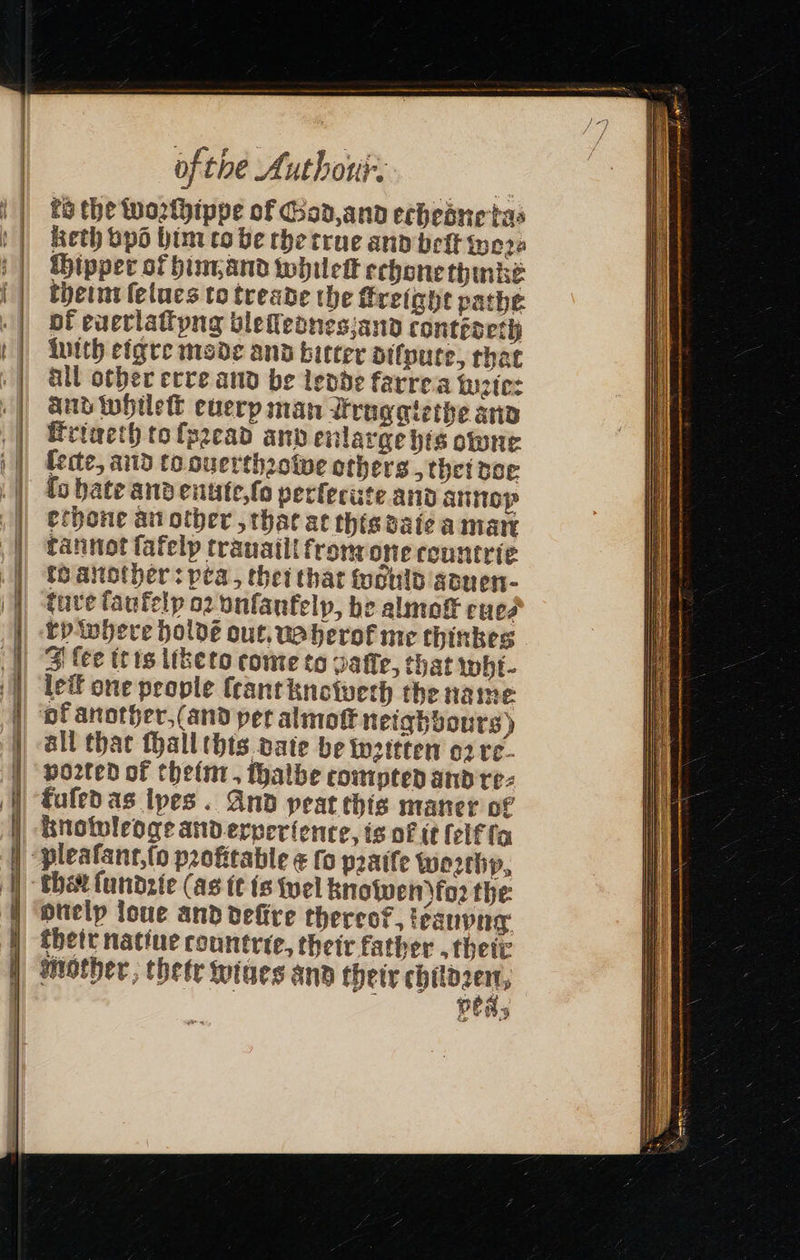 of the Authour.
to the worſhippe of God, and echeone tas
keth vpō him to be the true and beſt wors
ſhipper of him, and whileſt echone thinkē
theim ſelues to treade the ſtreight pathe
of euerlaſtyng bleſſednes, and contēdeth
with eigre mode and bitter diſpute, that
all other erre and be ledde farre a wrie:
and whileſt euery man ſtruggleth and
ſtriueth to ſpread and enlarge his owne
ſecte, and to ouerthrowe others, thei doe
ſo hate and enuie, ſo perſecute and annoy
echone an other, that at this daie a man
cannot ſafely trauaill from one countrie
to another: yea, thei that would aduen-
ture ſaufely or vnſaufely, be almoſt eues
ry where holdē out, wherof me thinkes
I ſee it is like to come to paſſe, that whi-
leſt one people ſcant knoweth the name
of another, (and yet almoſt neighbours)
all that ſhall this daie be written or re-
ported of theim, ſhalbe compted and re-
fuſed as lyes. And yeat this maner of
knowledge and experience, is of it ſelf ſa
pleaſant, ſo profitable & ſo praiſe worthy,
that ſundrie (as it is wel knowen) for the
onely loue and deſire thereof, leauyng
their natiue countrie, their father, their
mother, their wiues and their children,
yea,